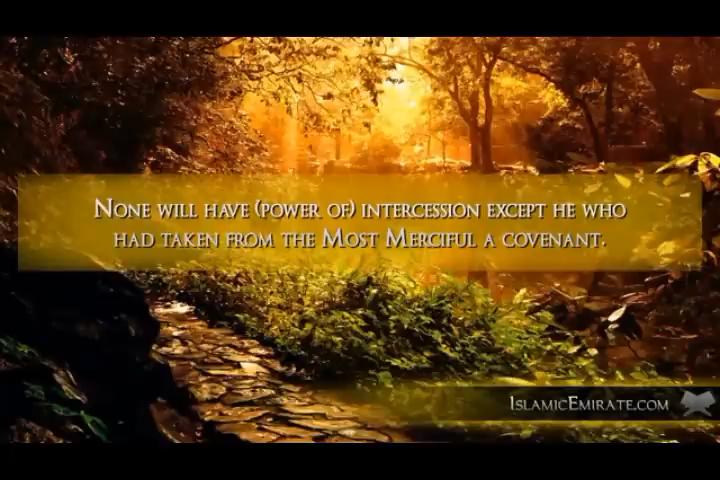 None will have (power of) intercession except he who
had taken from the Most Merciful a covenant.
IslamicEmirate.com